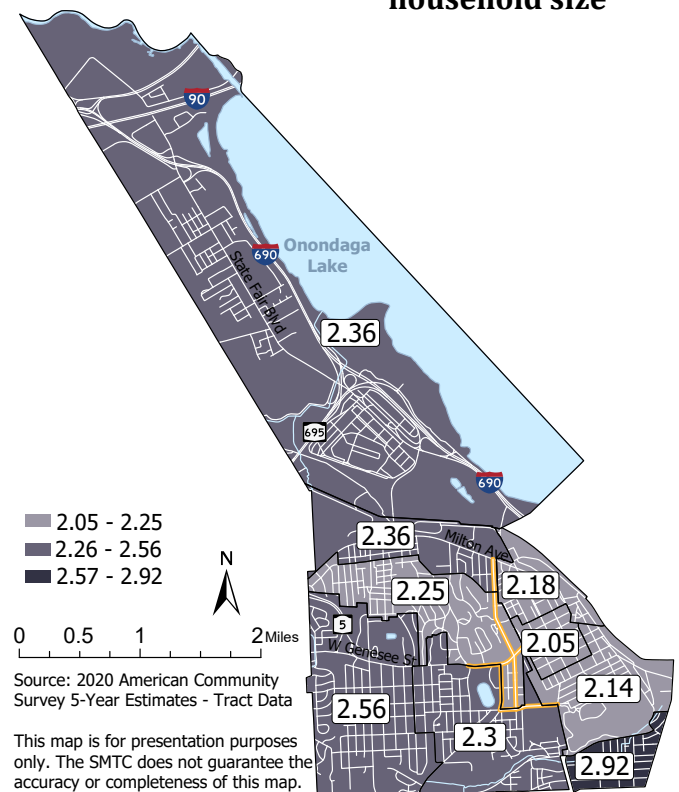 household size
90
Onondaga
Lake
690
State Fair Blvd
2.36
695
690
2.05 - 2.25
2.26 - 2.56
2.57 - 2.92
N
0 0.5 1 2 Miles
2.36
Milton Ave
2.25
2.18
5
W Genesee St
2.05
2.14
2.56
2.3
2.92
Source: 2020 American Community
Survey 5-Year Estimates - Tract Data
This map is for presentation purposes
only. The SMTC does not guarantee the
accuracy or completeness of this map.